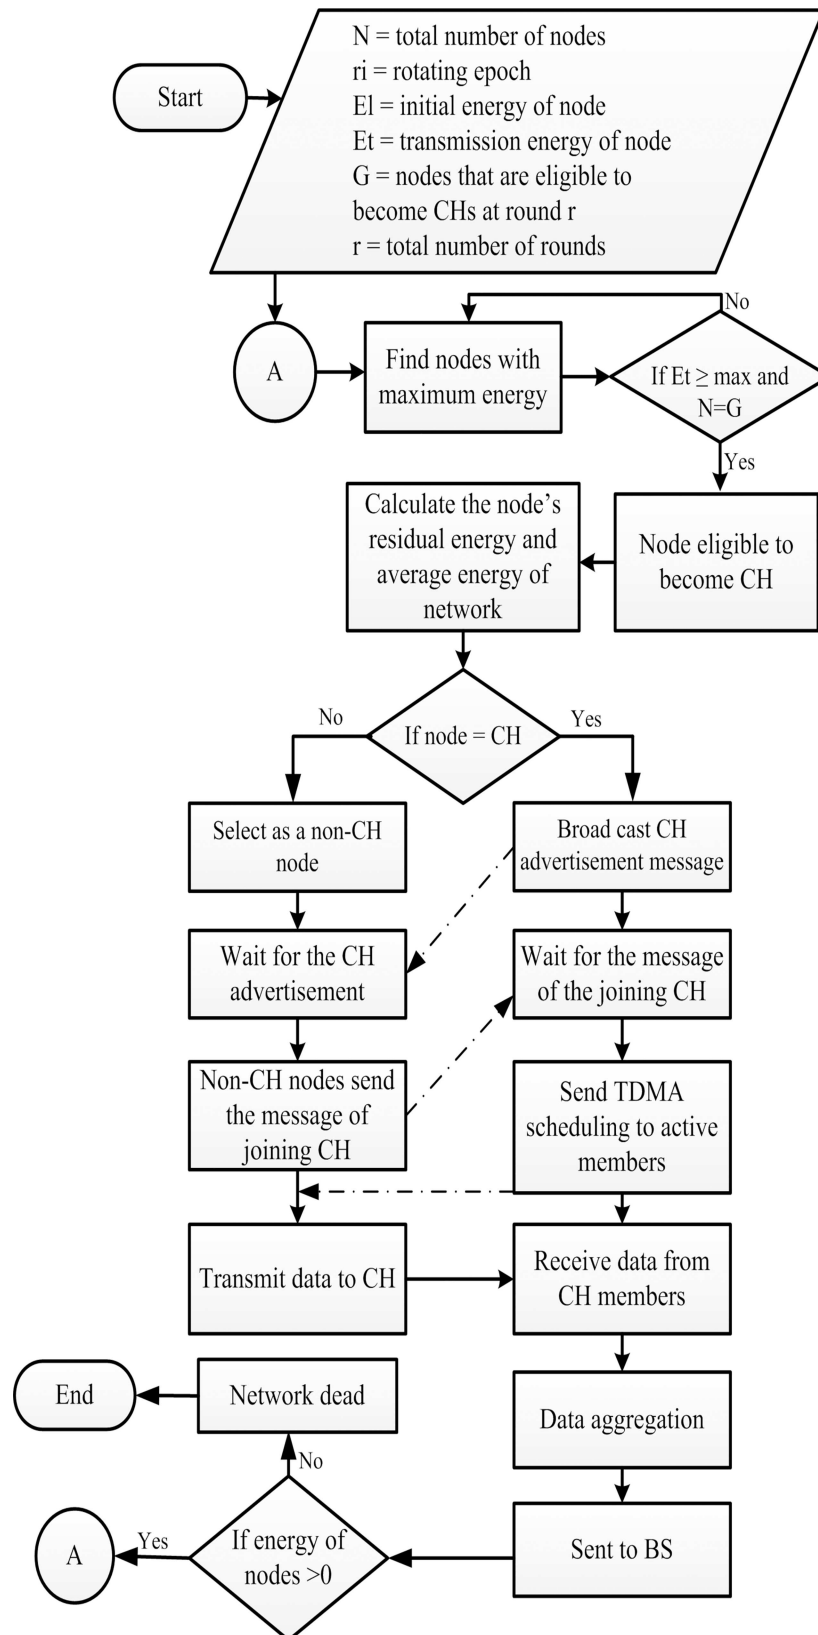 Start
N = total number of nodes
ri = rotating epoch
El = initial energy of node
Et = transmission energy of node
G = nodes that are eligible to
become CHs at round r
r = total number of rounds
A
Find nodes with
maximum energy
No
If Et ≥ max and
N=G
Yes
Calculate the node's
residual energy and
average energy of
network
Node eligible to
become CH
No
If node = CH
Yes
Select as a non-CH
node
Broad cast CH
advertisement message
Wait for the CH
advertisement
Wait for the message
of the joining CH
Non-CH nodes send
the message of
joining CH
Send TDMA
scheduling to active
members
Transmit data to CH
Receive data from
CH members
End
Network dead
Data aggregation
No
A
Yes
If energy of
nodes >0
Sent to BS